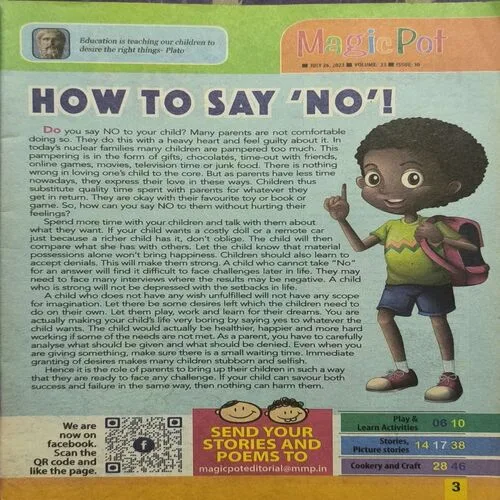 Education is teaching our children to
desire the right things- Plato
MagicPot
JULY 26, 2023 VOLUME: 23 ISSUE: 30
HOW TO SAY 'NO'!
Do you say NO to your child? Many parents are not comfortable
doing so. They do this with a heavy heart and feel guilty about it. In
today's nuclear families many children are pampered too much. This
pampering is in the form of gifts, chocolates, time-out with friends,
online games, movies, television time or junk food. There is nothing
wrong in loving one's child to the core. But as parents have less time
nowadays, they express their love in these ways. Children thus
substitute quality time spent with parents for whatever they
get in return. They are okay with their favourite toy or book or
game. So, how can you say NO to them without hurting their
feelings?
Spend more time with your children and talk with them about
what they want. If your child wants a costly doll or a remote car
just because a richer child has it, don't oblige. The child will then
compare what she has with others. Let the child know that material
possessions alone won't bring happiness. Children should also learn to
accept denials. This will make them strong. A child who cannot take "No"
for an answer will find it difficult to face challenges later in life. They may
need to face many interviews where the results may be negative. A child
who is strong will not be depressed with the setbacks in life.
A child who does not have any wish unfulfilled will not have any scope
for imagination. Let there be some desires left which the children need to
do on their own. Let them play, work and learn for their dreams. You are
actually making your child's life very boring by saying yes to whatever the
child wants. The child would actually be healthier, happier and more hard
working if some of the needs are not met. As a parent, you have to carefully
analyse what should be given and what should be denied. Even when you
are giving something, make sure there is a small waiting time. Immediate
granting of desires makes many children stubborn and selfish.
Hence it is the role of parents to bring up their children in such a way
that they are ready to face any challenge. If your child can savour both
success and failure in the same way, then nothing can harm them.
We are
now on
facebook.
Scan the
QR code and
like the page.
SEND YOUR
STORIES AND
POEMS TO
magicpoteditorial@mmp.in
Play &
Learn Activities 06 10
Stories,
Picture stories 14 17 38
Cookery and Craft 28 46
3